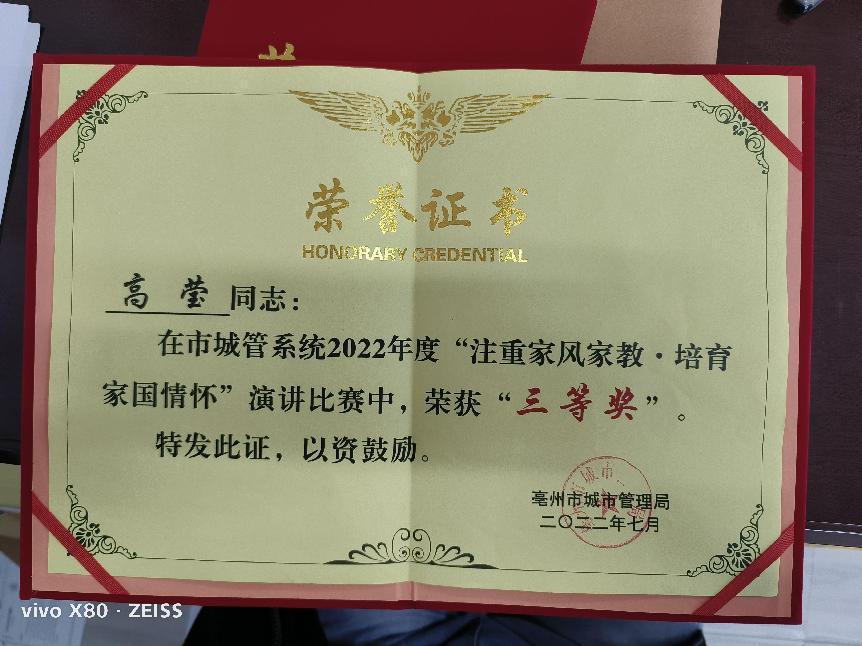 荣誉证书
HONORARY CREDENTIAL
高 莹 同志：
在市城管系统2022年度“注重家风家教·培育
家国情怀”演讲比赛中，荣获“三等奖”。
特发此证，以资鼓励。
亳州市城市管理局
二〇二二年七月
vivo X80 · ZEISS